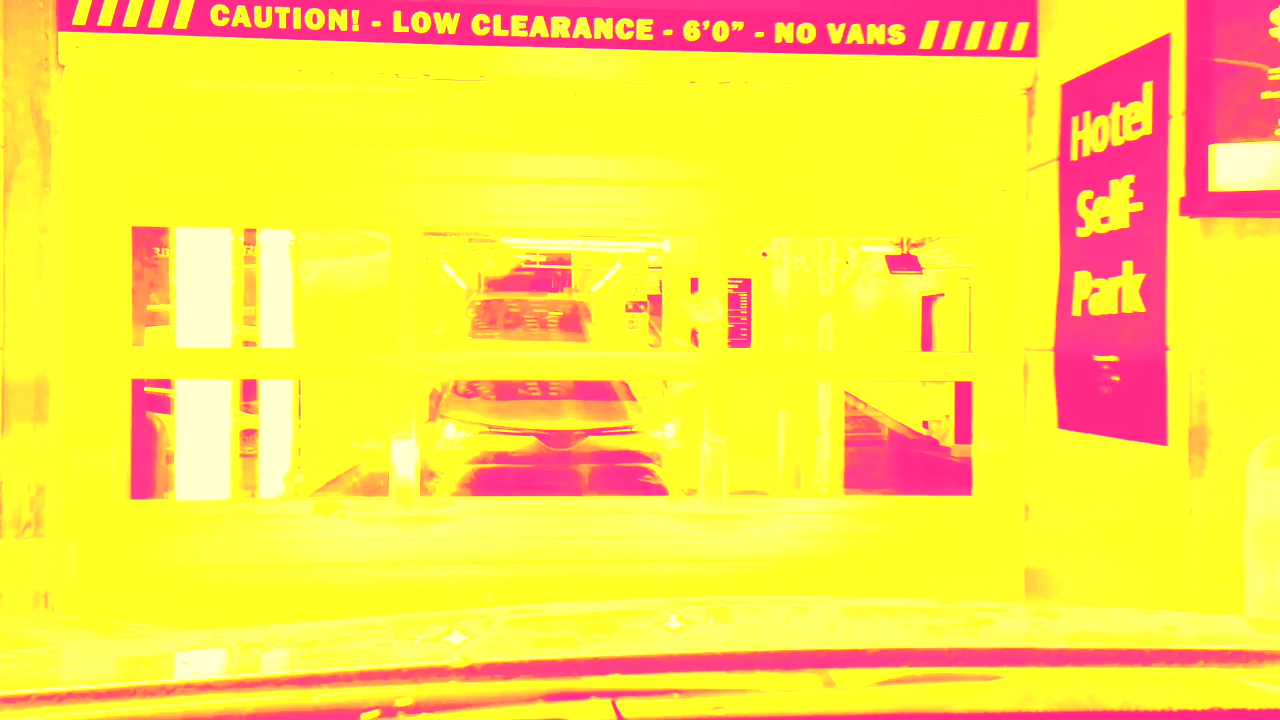 CAUTION! - LOW CLEARANCE - 6'0" - NO VANS
Hotel
Self-
Park